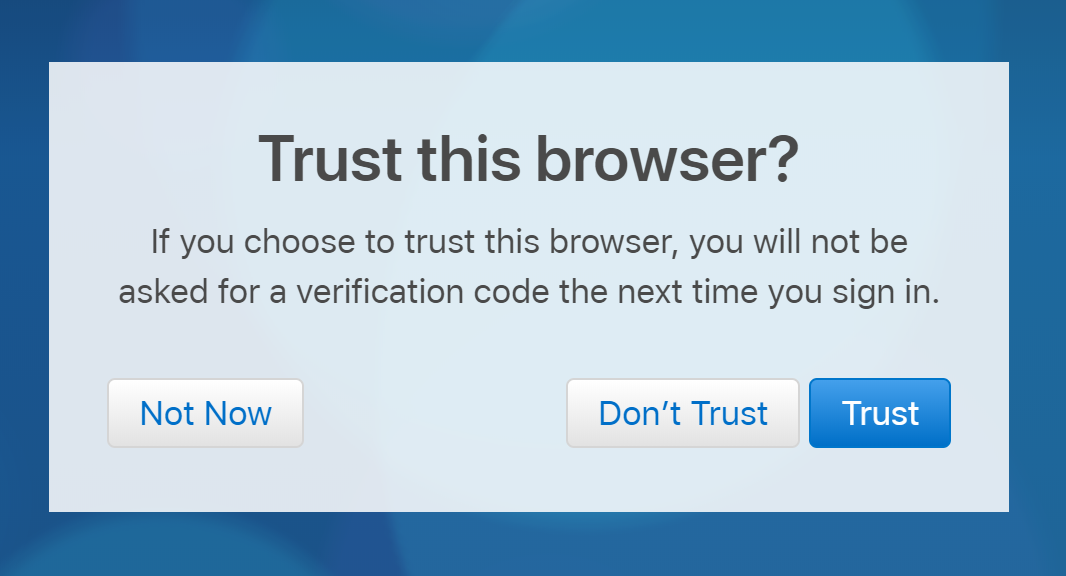 Trust this browser?
If you choose to trust this browser, you will not be
asked for a verification code the next time you sign in.
Not Now
Don’t Trust
Trust